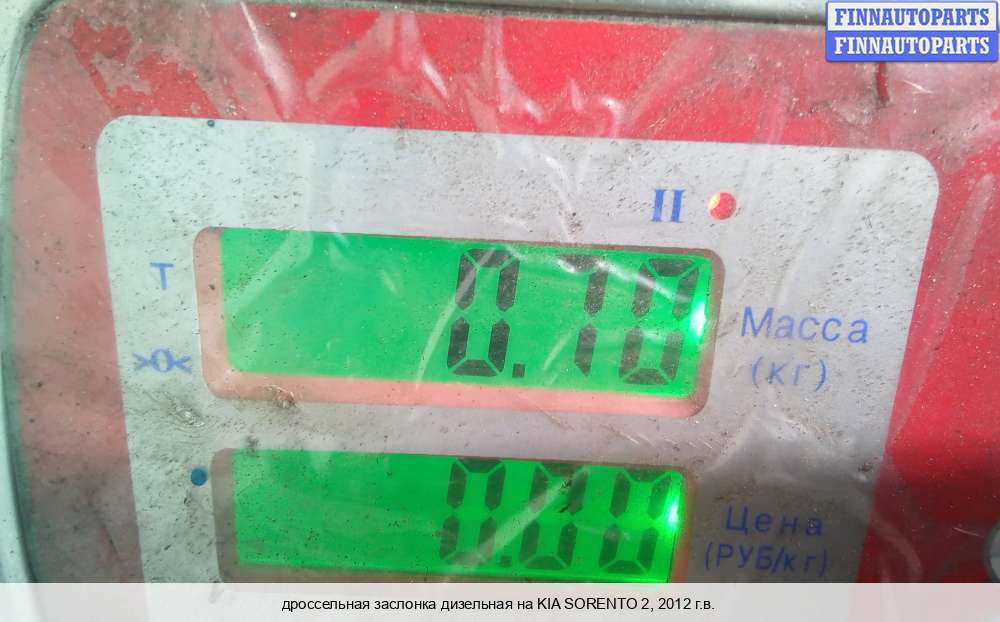 FINNAUTOPARTS
FINNAUTOPARTS
II
T
0.70
Масса
>0<
(кг)
0.00
Цена
(РУБ/кг)
дроссельная заслонка дизельная на KIA SORENTO 2, 2012 г.в.